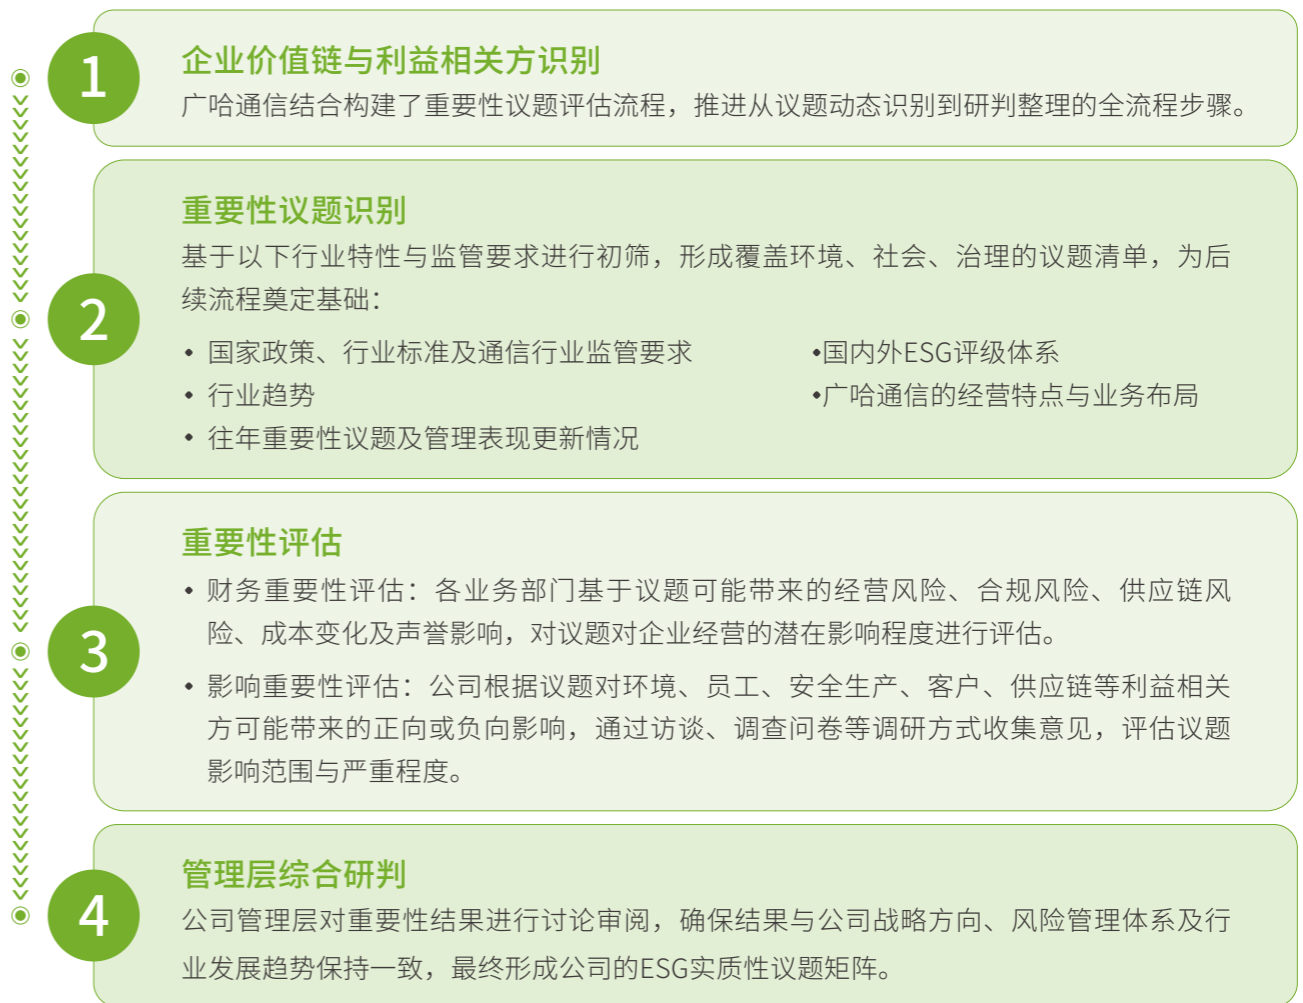 1
企业价值链与利益相关方识别
广哈通信结合构建了重要性议题评估流程，推进从议题动态识别到研判整理的全流程步骤。
2
重要性议题识别
基于以下行业特性与监管要求进行初筛，形成覆盖环境、社会、治理的议题清单，为后
续流程奠定基础：
• 国家政策、行业标准及通信行业监管要求
• 行业趋势
• 往年重要性议题及管理表现更新情况
•国内外ESG评级体系
•广哈通信的经营特点与业务布局
3
重要性评估
• 财务重要性评估：各业务部门基于议题可能带来的经营风险、合规风险、供应链风
险、成本变化及声誉影响，对议题对企业经营的潜在影响程度进行评估。
• 影响重要性评估：公司根据议题对环境、员工、安全生产、客户、供应链等利益相关
方可能带来的正向或负向影响，通过访谈、调查问卷等调研方式收集意见，评估议题
影响范围与严重程度。
4
管理层综合研判
公司管理层对重要性结果进行讨论审阅，确保结果与公司战略方向、风险管理体系及行
业发展趋势保持一致，最终形成公司的ESG实质性议题矩阵。